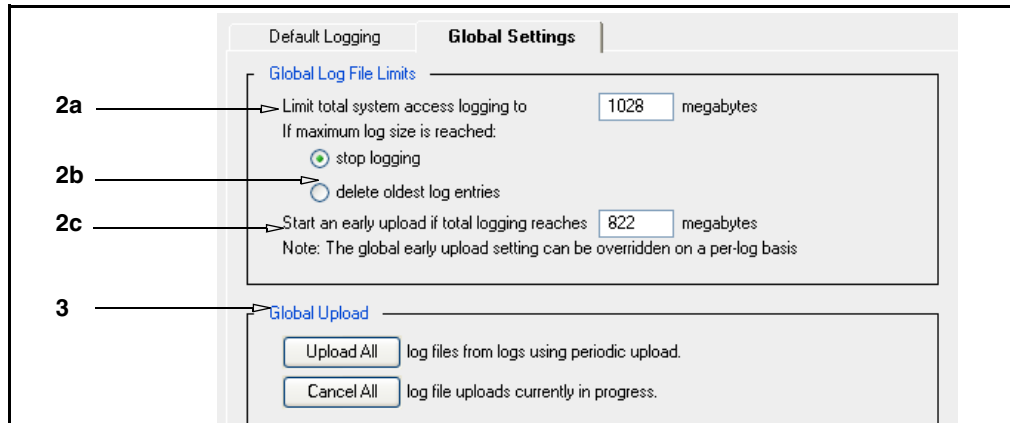 Default Logging Global Settings
Global Log File Limits
2a Limit total system access logging to 1028 megabytes
If maximum log size is reached:
stop logging
2b
delete oldest log entries
2c Start an early upload if total logging reaches 822 megabytes
Note: The global early upload setting can be overridden on a per-log basis
3 Global Upload
Upload All log files from logs using periodic upload.
Cancel All log file uploads currently in progress.